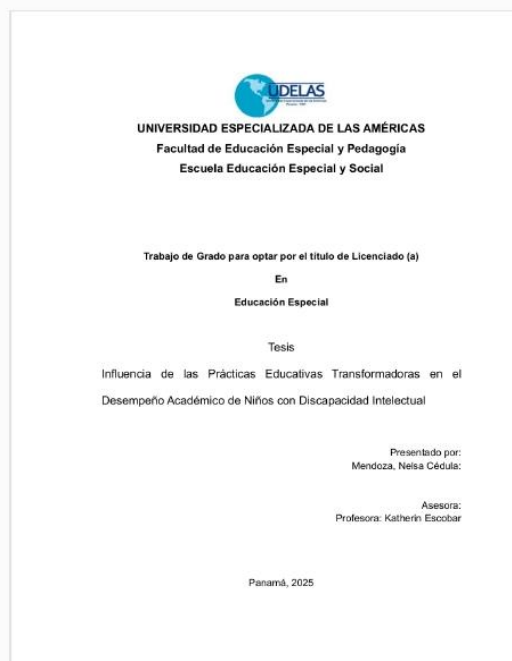 UDELAS
UNIVERSIDAD ESPECIALIZADA DE LAS AMÉRICAS
Facultad de Educación Especial y Pedagogía
Escuela Educación Especial y Social
Trabajo de Grado para optar por el título de Licenciado (a)
En
Educación Especial
Tesis
Influencia de las Prácticas Educativas Transformadoras en el
Desempeño Académico de Niños con Discapacidad Intelectual
Presentado por:
Mendoza, Nelsa Cédula:
Asesora:
Profesora: Katherin Escobar
Panamá, 2025